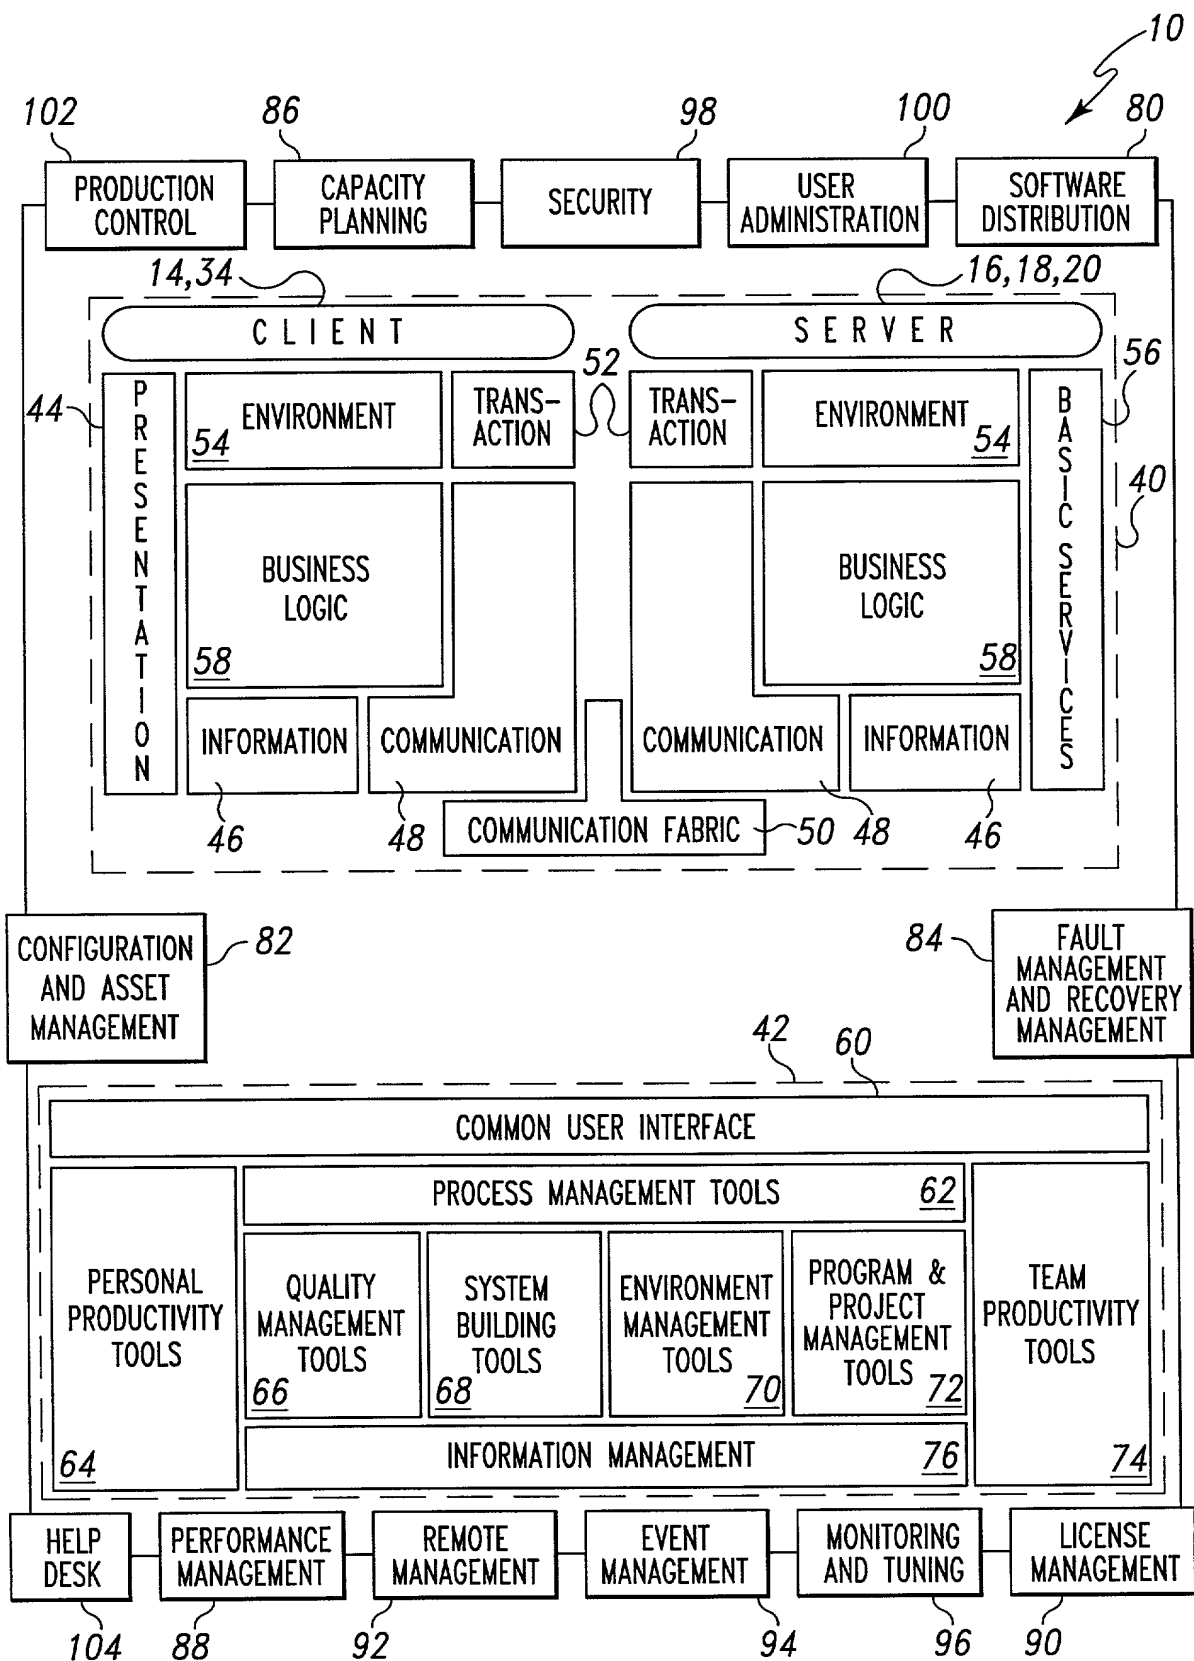 10
102
86
98
100
80
PRODUCTION
CONTROL
CAPACITY
PLANNING
SECURITY
USER
ADMINISTRATION
SOFTWARE
DISTRIBUTION
14,34
16,18,20
CLIENT
SERVER
52
56
44
PRESENTATION
ENVIRONMENT
54
TRANS-
ACTION
TRANS-
ACTION
ENVIRONMENT
54
BASIC SERVICES
40
BUSINESS
LOGIC
58
BUSINESS
LOGIC
58
INFORMATION
COMMUNICATION
COMMUNICATION
INFORMATION
46
48
COMMUNICATION FABRIC
50
48
46
CONFIGURATION
AND ASSET
MANAGEMENT
82
84
FAULT
MANAGEMENT
AND RECOVERY
MANAGEMENT
42
60
COMMON USER INTERFACE
PROCESS MANAGEMENT TOOLS
62
PERSONAL
PRODUCTIVITY
TOOLS
64
QUALITY
MANAGEMENT
TOOLS
66
SYSTEM
BUILDING
TOOLS
68
ENVIRONMENT
MANAGEMENT
TOOLS
70
PROGRAM &
PROJECT
MANAGEMENT
TOOLS
72
TEAM
PRODUCTIVITY
TOOLS
74
INFORMATION MANAGEMENT
76
HELP
DESK
PERFORMANCE
MANAGEMENT
REMOTE
MANAGEMENT
EVENT
MANAGEMENT
MONITORING
AND TUNING
LICENSE
MANAGEMENT
104
88
92
94
96
90